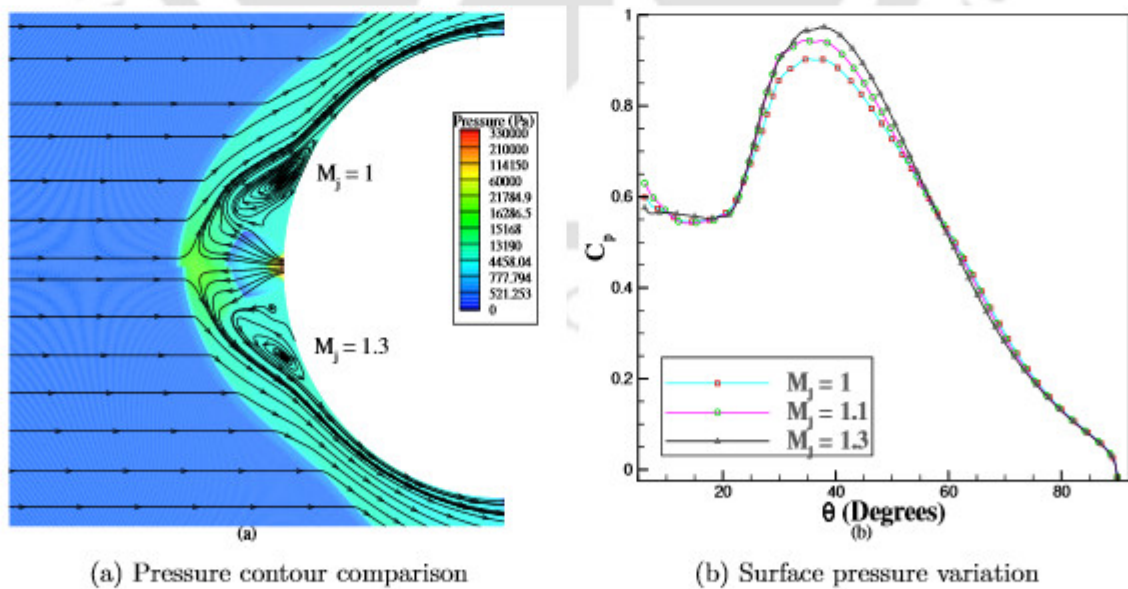 Pressure (Pa)
330000
210000
114150
60000
21784.9
16286.5
15168
13190
4458.04
777.794
521.253
0
M_j = 1
M_j = 1.3
(a)
(a) Pressure contour comparison
C_p
1
0.8
0.6
0.4
0.2
0
20
40
60
80
θ (Degrees)
(b)
M_j = 1
M_j = 1.1
M_j = 1.3
(b) Surface pressure variation